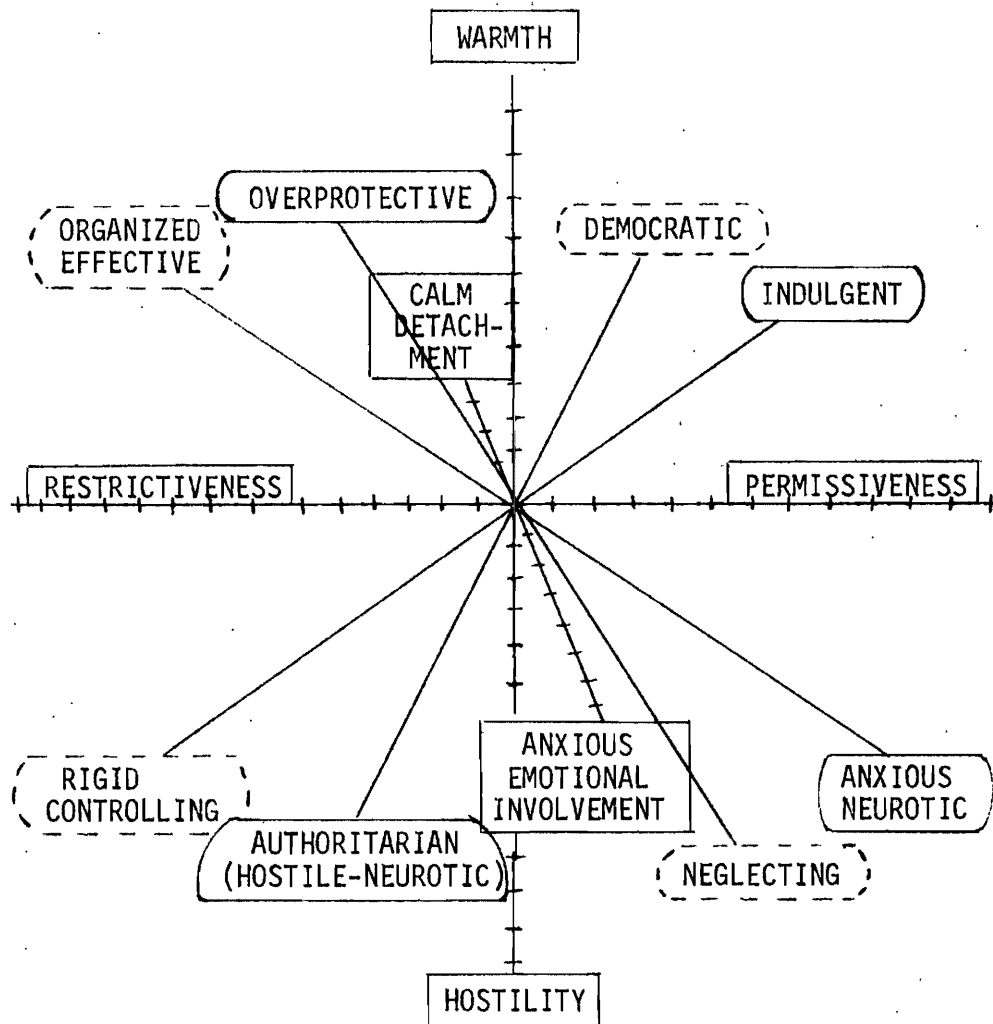 WARMTH
OVERPROTECTIVE
ORGANIZED
EFFECTIVE
DEMOCRATIC
CALM
DETACH-
MENT
INDULGENT
RESTRICTIVENESS
PERMISSIVENESS
ANXIOUS
EMOTIONAL
INVOLVEMENT
RIGID
CONTROLLING
ANXIOUS
NEUROTIC
AUTHORITARIAN
(HOSTILE-NEUROTIC)
NEGLECTING
HOSTILITY